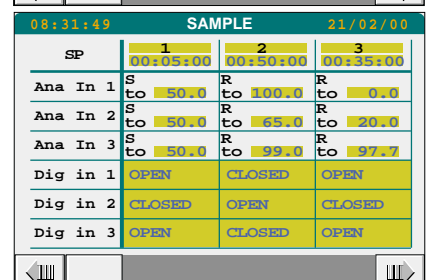 08:31:49 SAMPLE 21/02/00
SP 1 2 3
00:05:00 00:50:00 00:35:00
Ana In 1 S to 50.0 R to 100.0 R to 0.0
Ana In 2 S to 50.0 R to 65.0 R to 20.0
Ana In 3 S to 50.0 R to 99.0 R to 97.7
Dig in 1 OPEN CLOSED OPEN
Dig in 2 CLOSED OPEN CLOSED
Dig in 3 OPEN CLOSED OPEN